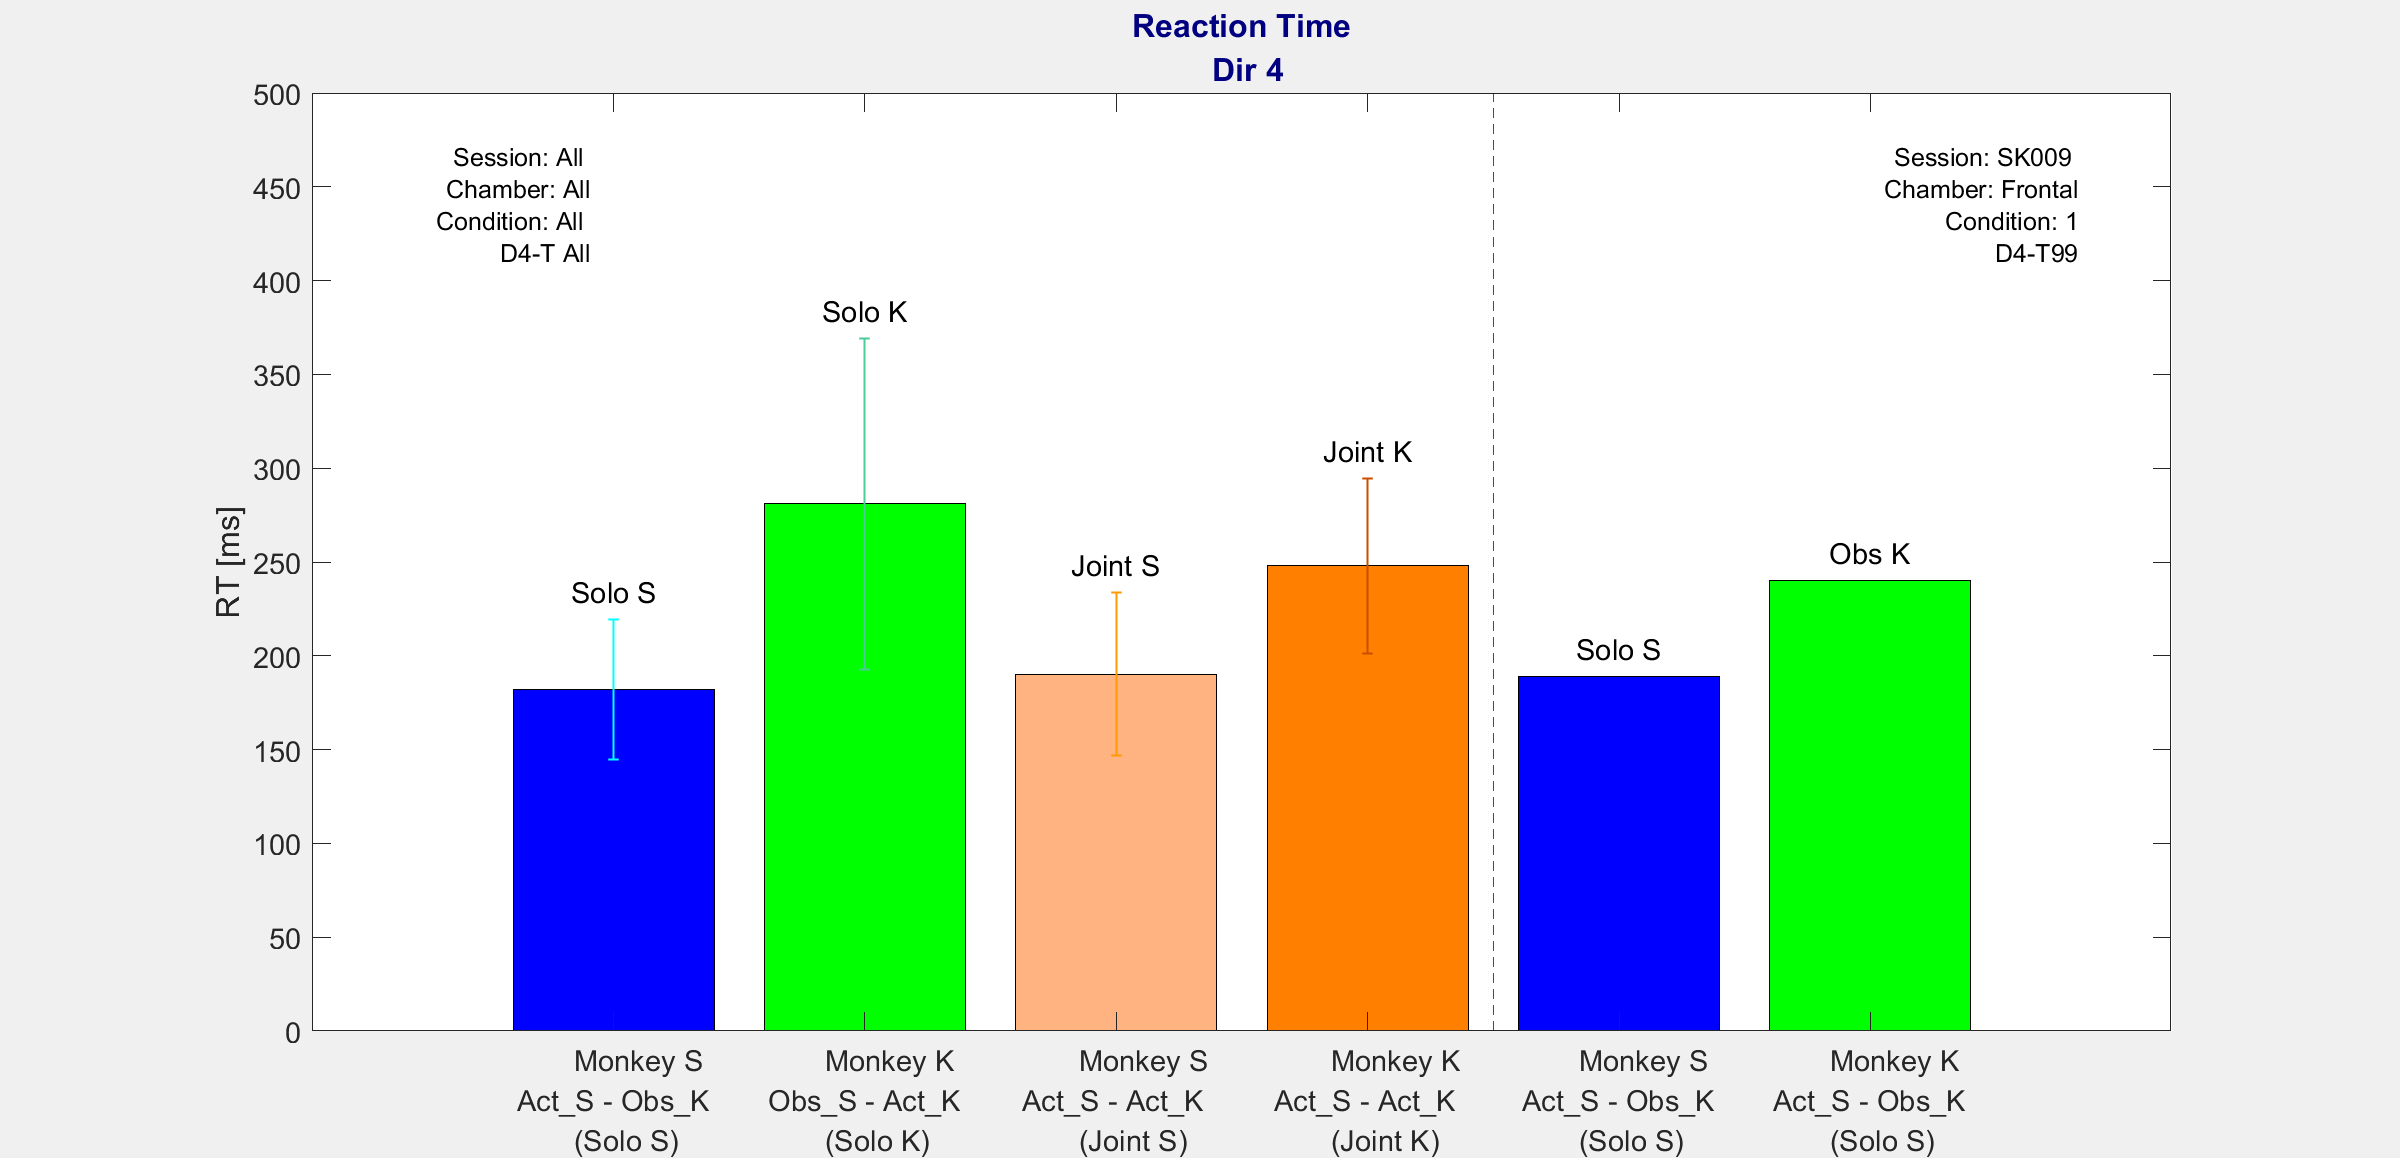 Reaction Time
Dir 4
500
450
400
350
300
250
200
150
100
50
0
RT [ms]
Session: All
Chamber: All
Condition: All
D4-T All
Session: SK009
Chamber: Frontal
Condition: 1
D4-T99
Solo S
Solo K
Joint S
Joint K
Solo S
Obs K
Monkey S
Act_S - Obs_K
(Solo S)
Monkey K
Obs_S - Act_K
(Solo K)
Monkey S
Act_S - Act_K
(Joint S)
Monkey K
Act_S - Act_K
(Joint K)
Monkey S
Act_S - Obs_K
(Solo S)
Monkey K
Act_S - Obs_K
(Solo S)